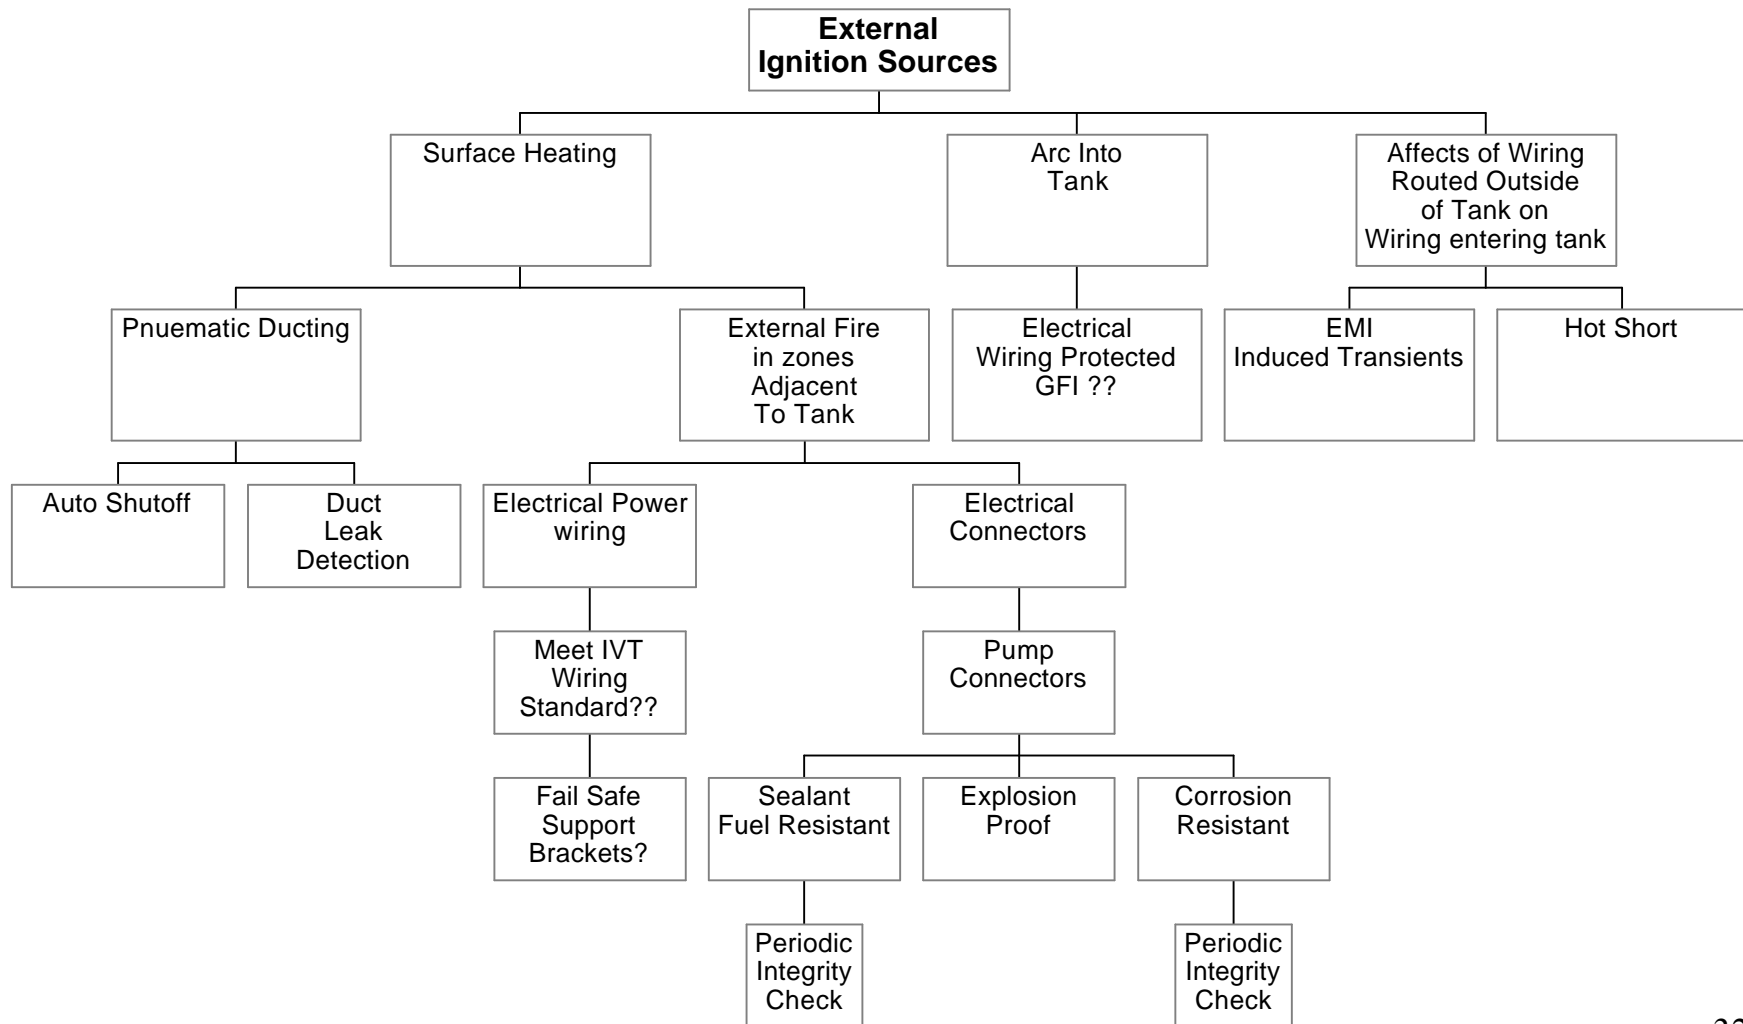 External
Ignition Sources
Surface Heating
Arc Into
Tank
Affects of Wiring
Routed Outside
of Tank on
Wiring entering tank
Pnuematic Ducting
External Fire
in zones
Adjacent
To Tank
Electrical
Wiring Protected
GFI ??
EMI
Induced Transients
Hot Short
Auto Shutoff
Duct
Leak
Detection
Electrical Power
wiring
Electrical
Connectors
Meet IVT
Wiring
Standard??
Pump
Connectors
Fail Safe
Support
Brackets?
Sealant
Fuel Resistant
Explosion
Proof
Corrosion
Resistant
Periodic
Integrity
Check
Periodic
Integrity
Check